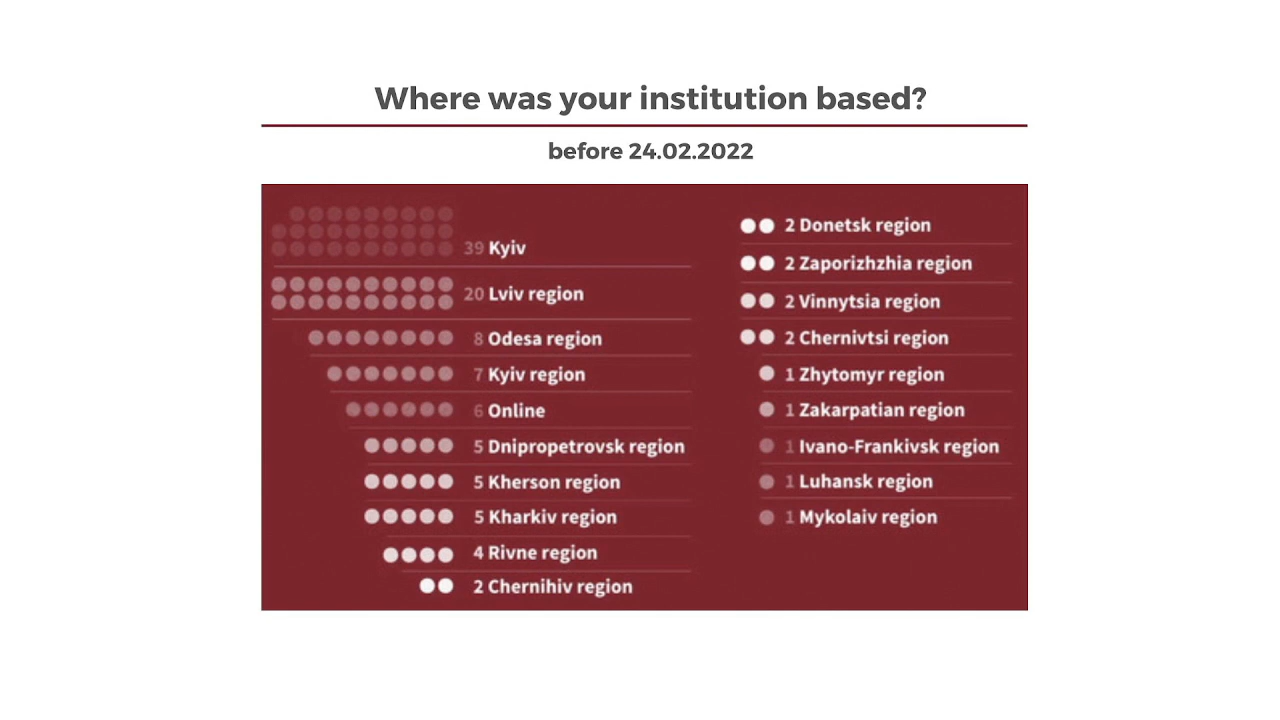 Where was your institution based?
before 24.02.2022
39 Kyiv
20 Lviv region
8 Odesa region
7 Kyiv region
6 Online
5 Dnipropetrovsk region
5 Kherson region
5 Kharkiv region
4 Rivne region
2 Chernihiv region
2 Donetsk region
2 Zaporizhzhia region
2 Vinnytsia region
2 Chernivtsi region
1 Zhytomyr region
1 Zakarpatian region
1 Ivano-Frankivsk region
1 Luhansk region
1 Mykolaiv region